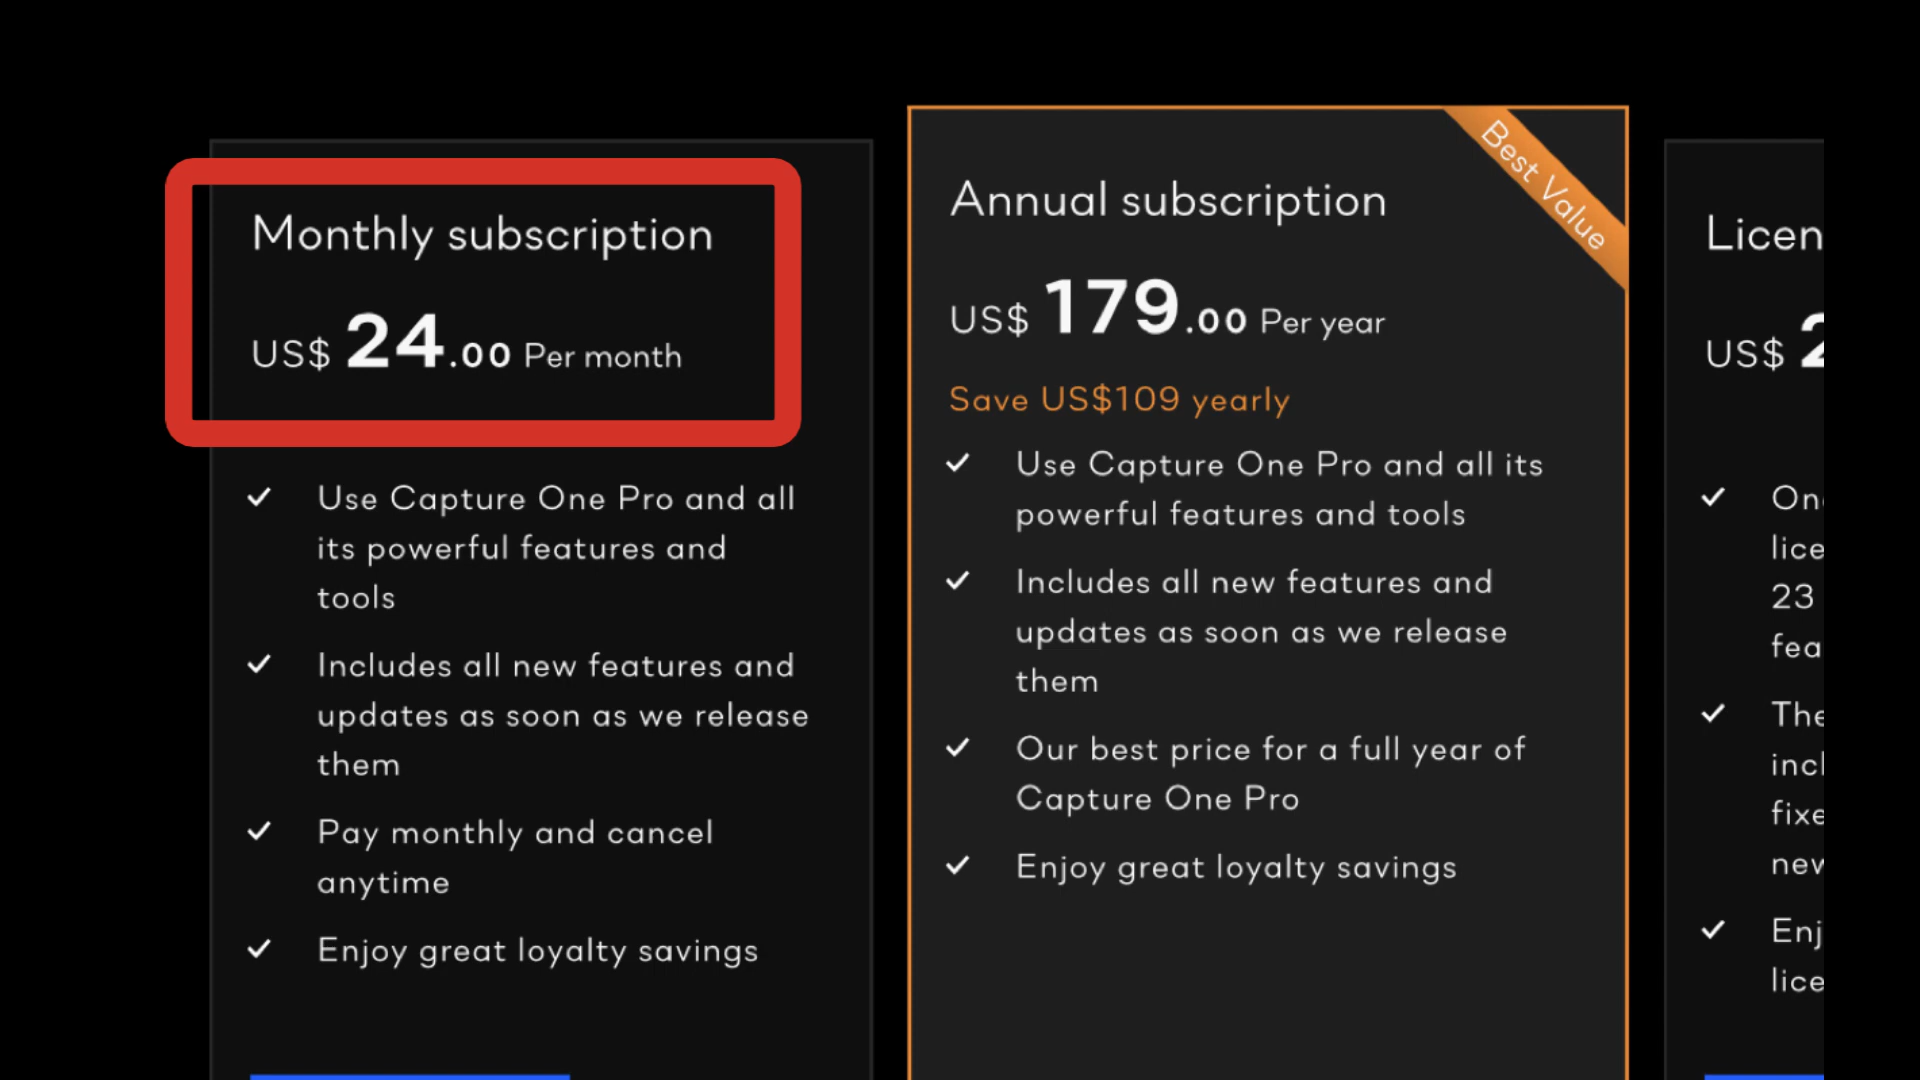 Monthly subscription
US$ 24.00 Per month
Use Capture One Pro and all
its powerful features and
tools
Includes all new features and
updates as soon as we release
them
Pay monthly and cancel
anytime
Enjoy great loyalty savings
Best Value
Annual subscription
US$ 179.00 Per year
Save US$109 yearly
Use Capture One Pro and all its
powerful features and tools
Includes all new features and
updates as soon as we release
them
Our best price for a full year of
Capture One Pro
Enjoy great loyalty savings
US$
23
The